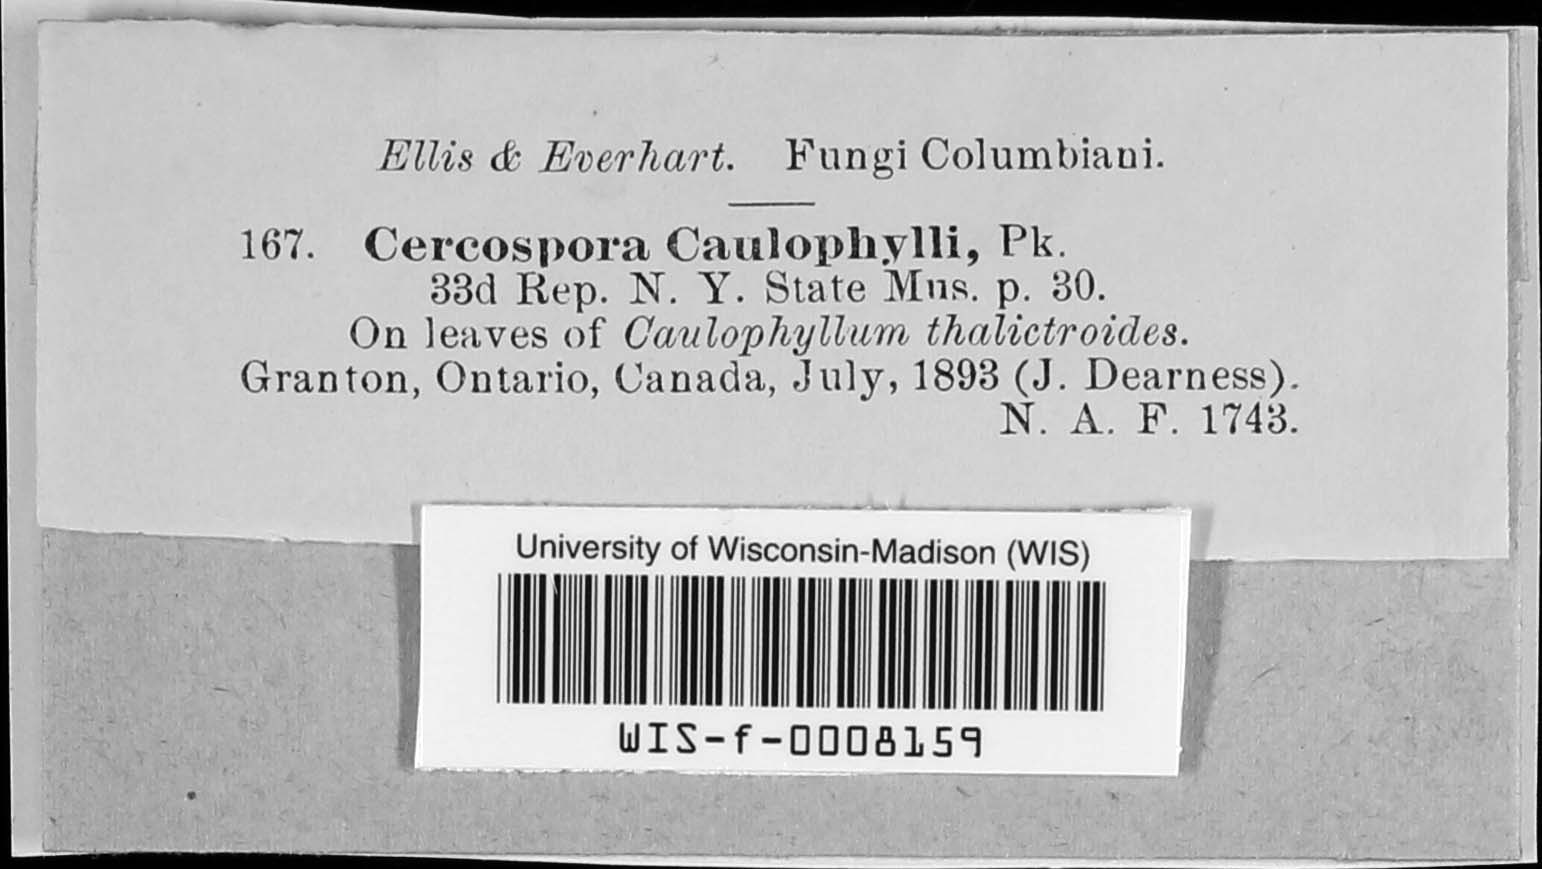 Ellis & Everhart. Fungi Columbiani.
167. Cercospora Caulophylli, Pk.
33d Rep. N. Y. State Mus. p. 30.
On leaves of Caulophyllum thalictroides.
Granton, Ontario, Canada, July, 1893 (J. Dearness).
N. A. F. 1743.
University of Wisconsin-Madison (WIS)
WIS-f-0008159